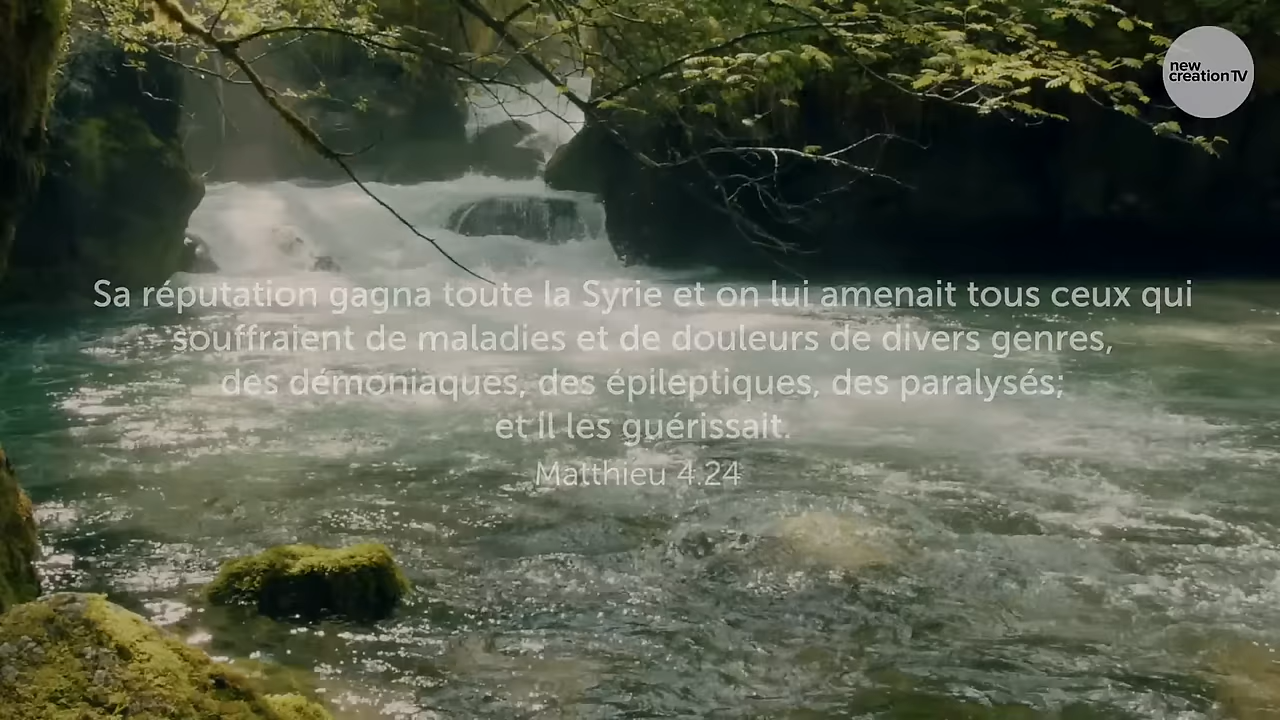 new
creation TV
Sa réputation gagna toute la Syrie et on lui amenait tous ceux qui
souffraient de maladies et de douleurs de divers genres,
des démoniaques, des épileptiques, des paralysés;
et il les guérissait.
Matthieu 4.24